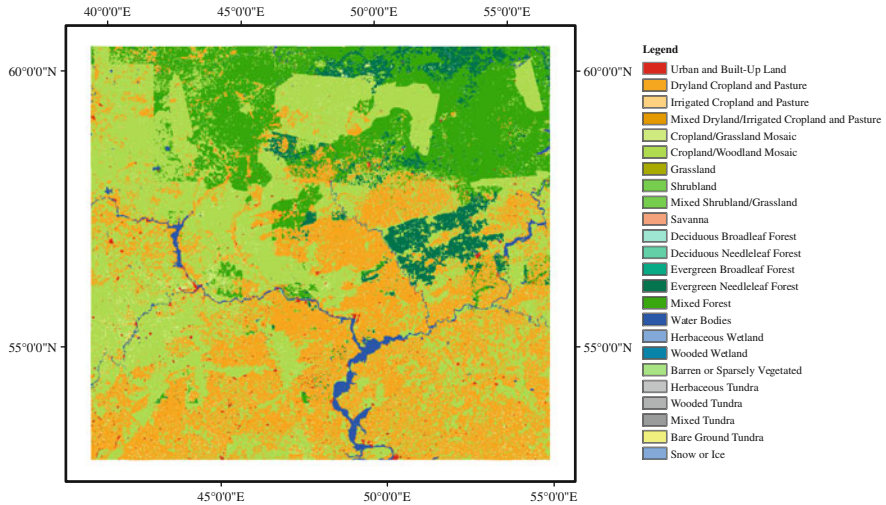 40°0'0"E 45°0'0"E 50°0'0"E 55°0'0"E
60°0'0"N 60°0'0"N
55°0'0"N 55°0'0"N
45°0'0"E 50°0'0"E 55°0'0"E
Legend
Urban and Built-Up Land
Dryland Cropland and Pasture
Irrigated Cropland and Pasture
Mixed Dryland/Irrigated Cropland and Pasture
Cropland/Grassland Mosaic
Cropland/Woodland Mosaic
Grassland
Shrubland
Mixed Shrubland/Grassland
Savanna
Deciduous Broadleaf Forest
Deciduous Needleleaf Forest
Evergreen Broadleaf Forest
Evergreen Needleleaf Forest
Mixed Forest
Water Bodies
Herbaceous Wetland
Wooded Wetland
Barren or Sparsely Vegetated
Herbaceous Tundra
Wooded Tundra
Mixed Tundra
Bare Ground Tundra
Snow or Ice